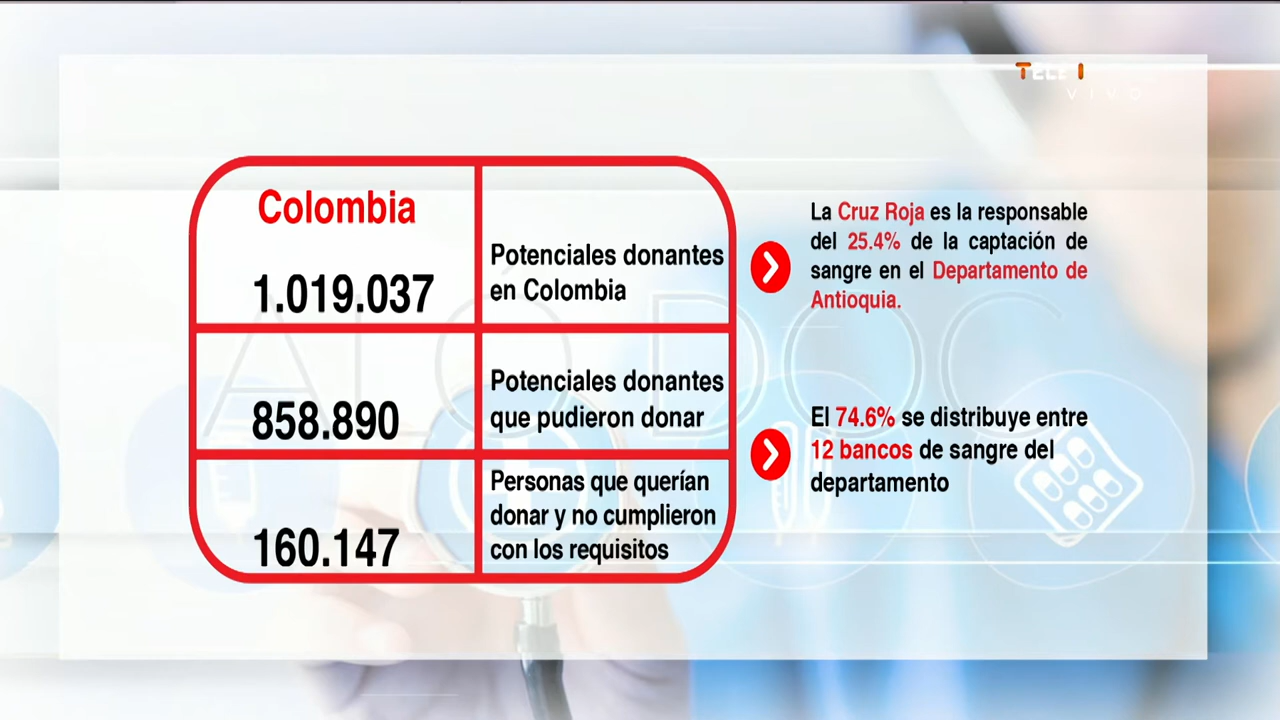 Colombia
1.019.037
Potenciales donantes
en Colombia
858.890
Potenciales donantes
que pudieron donar
160.147
Personas que querían
donar y no cumplieron
con los requisitos
La Cruz Roja es la responsable
del 25.4% de la captación de
sangre en el Departamento de
Antioquia.
El 74.6% se distribuye entre
12 bancos de sangre del
departamento
ALÓ DOC
VIVO